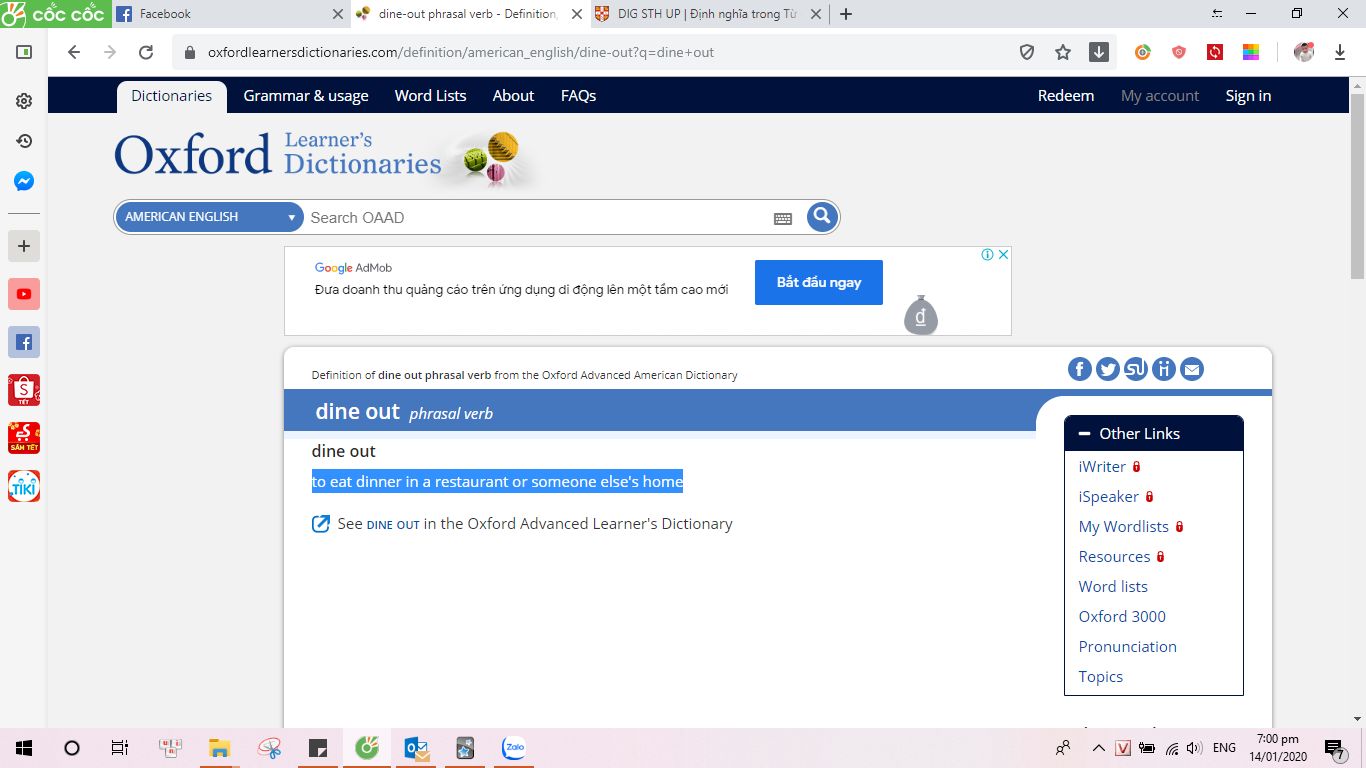 cốc cốc
Facebook
dine-out phrasal verb - Definition,
DIG STH UP | Định nghĩa trong Từ
oxfordlearnersdictionaries.com/definition/american_english/dine-out?q=dine+out
Dictionaries
Grammar & usage
Word Lists
About
FAQs
Redeem
My account
Sign in
Oxford Learner's Dictionaries
AMERICAN ENGLISH
Search OAAD
Google AdMob
Đưa doanh thu quảng cáo trên ứng dụng di động lên một tầm cao mới
Bắt đầu ngay
đ
Definition of dine out phrasal verb from the Oxford Advanced American Dictionary
dine out phrasal verb
dine out
to eat dinner in a restaurant or someone else's home
See DINE OUT in the Oxford Advanced Learner's Dictionary
Other Links
iWriter
iSpeaker
My Wordlists
Resources
Word lists
Oxford 3000
Pronunciation
Topics
TẾT
SẮM TẾT
TIKI
Zalo
V
ENG
7:00 pm
14/01/2020
7